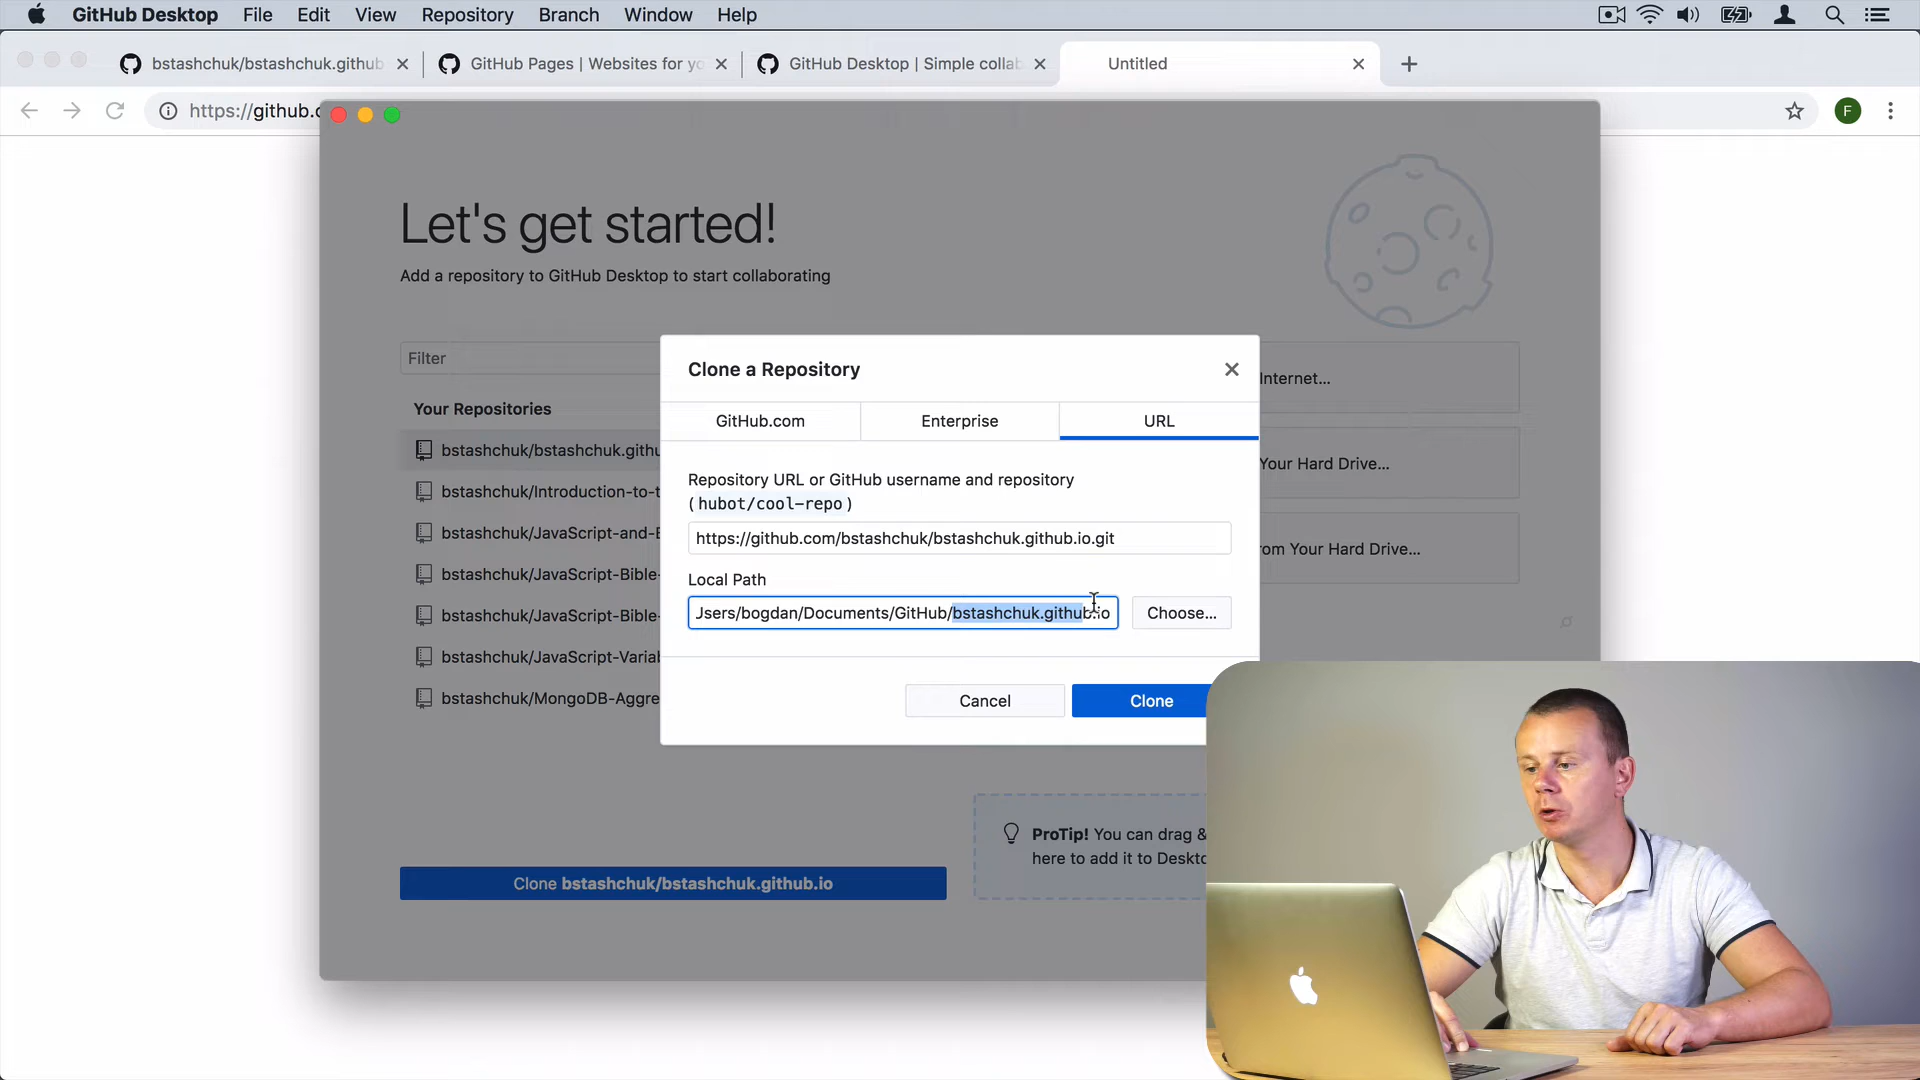 GitHub Desktop File Edit View Repository Branch Window Help
bstashchuk/bstashchuk.github
GitHub Pages | Websites for yo
GitHub Desktop | Simple collab
Untitled
https://github.c
F
Let's get started!
Add a repository to GitHub Desktop to start collaborating
Filter
Your Repositories
bstashchuk/bstashchuk.githu
bstashchuk/Introduction-to-t
bstashchuk/JavaScript-and-B
bstashchuk/JavaScript-Bible-
bstashchuk/JavaScript-Bible-
bstashchuk/JavaScript-Varia
bstashchuk/MongoDB-Aggre
Clone bstashchuk/bstashchuk.github.io
Internet...
Your Hard Drive...
om Your Hard Drive...
ProTip! You can drag &
here to add it to Deskto
Clone a Repository
GitHub.com
Enterprise
URL
Repository URL or GitHub username and repository
(hubot/cool-repo)
https://github.com/bstashchuk/bstashchuk.github.io.git
Local Path
Users/bogdan/Documents/GitHub/bstashchuk.github.io
Choose...
Cancel
Clone